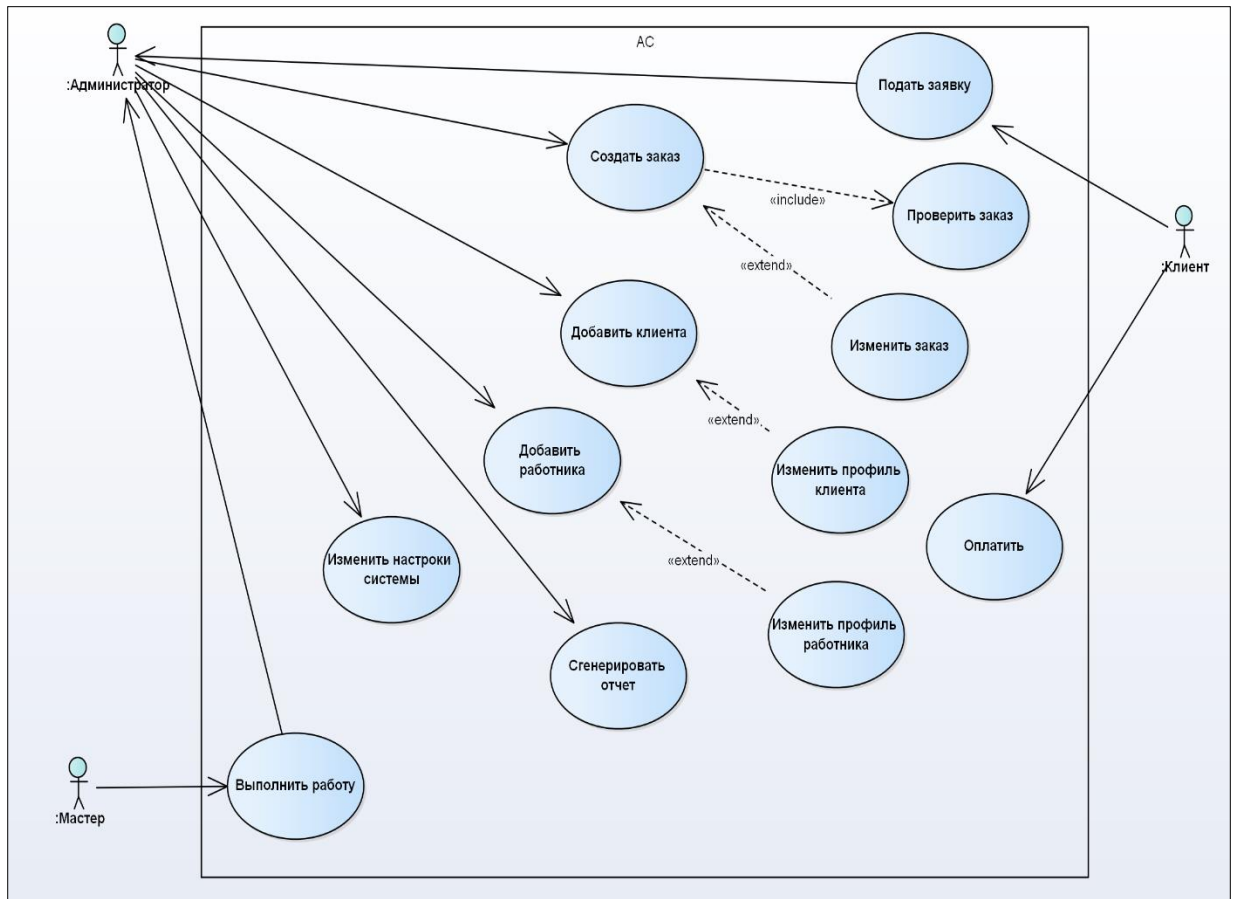 АС
:Администратор
Подать заявку
Создать заказ
«include»
Проверить заказ
:Клиент
«extend»
Добавить клиента
Изменить заказ
«extend»
Добавить
работника
Изменить профиль
клиента
Оплатить
Изменить настроки
системы
«extend»
Изменить профиль
работника
Сгенерировать
отчет
Выполнить работу
:Мастер